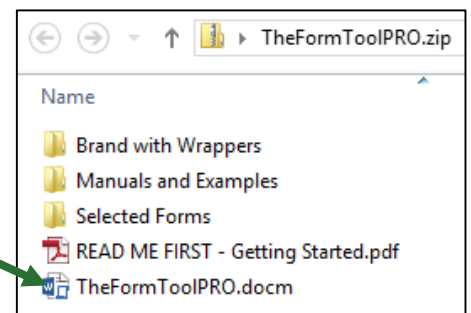 TheFormToolPRO.zip
Name
Brand with Wrappers
Manuals and Examples
Selected Forms
READ ME FIRST - Getting Started.pdf
TheFormToolPRO.docm